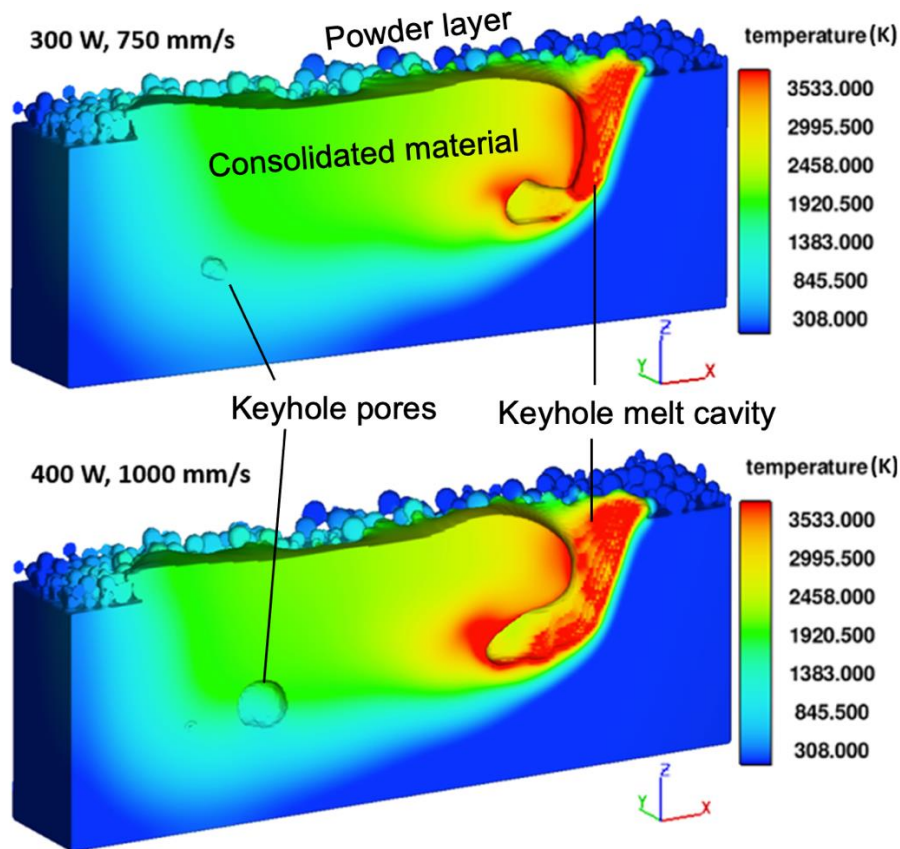 300 W, 750 mm/s
Powder layer
temperature(K)
3533.000
2995.500
2458.000
1920.500
1383.000
845.500
308.000
Consolidated material
Z
Y
X
Keyhole pores
Keyhole melt cavity
400 W, 1000 mm/s
temperature(K)
3533.000
2995.500
2458.000
1920.500
1383.000
845.500
308.000
Z
Y
X